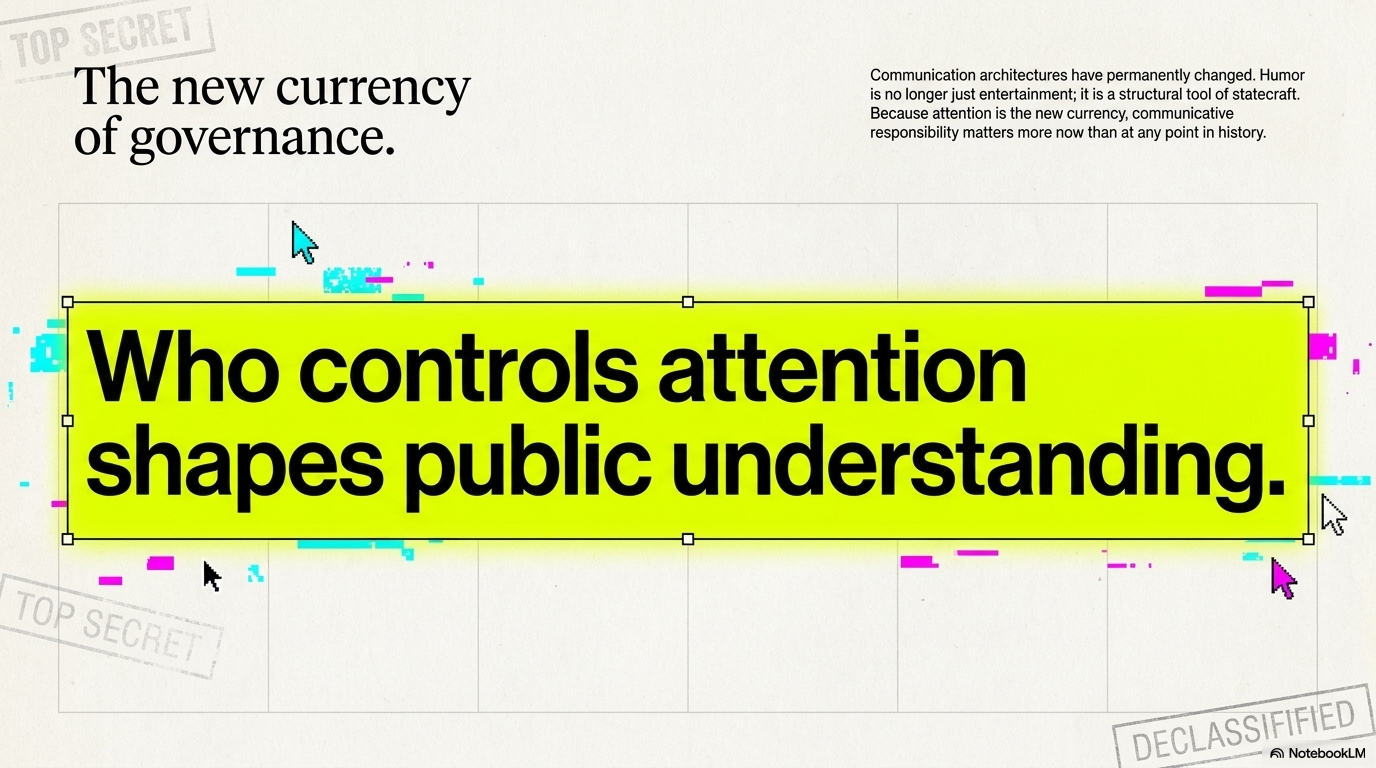 TOP SECRET
The new currency
of governance.
Communication architectures have permanently changed. Humor
is no longer just entertainment; it is a structural tool of statecraft.
Because attention is the new currency, communicative
responsibility matters more now than at any point in history.
Who controls attention
shapes public understanding.
TOP SECRET
DECLASSIFIFIED
NotebookLM